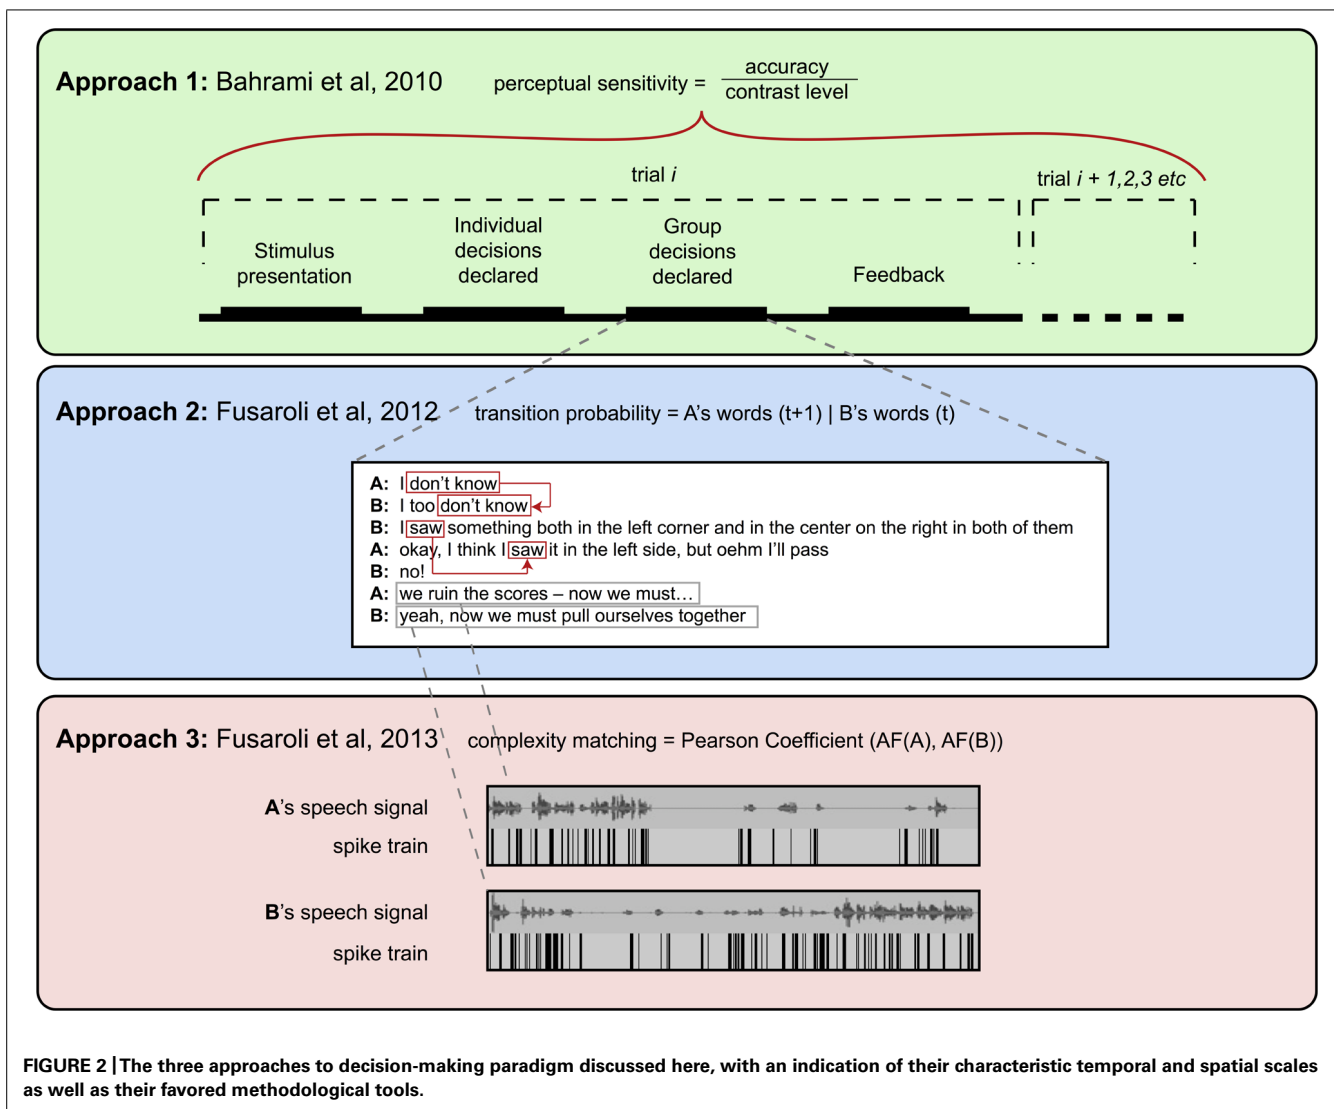 Approach 1: Bahrami et al, 2010
perceptual sensitivity = accuracy
contrast level
trial i
trial i + 1,2,3 etc
Stimulus
presentation
Individual
decisions
declared
Group
decisions
declared
Feedback
Approach 2: Fusaroli et al, 2012 transition probability = A's words (t+1) | B's words (t)
A: I don't know
B: I too don't know
B: I saw something both in the left corner and in the center on the right in both of them
A: okay, I think I saw it in the left side, but oehm I'll pass
B: no!
A: we ruin the scores – now we must…
B: yeah, now we must pull ourselves together
Approach 3: Fusaroli et al, 2013 complexity matching = Pearson Coefficient (AF(A), AF(B))
A's speech signal
spike train
B's speech signal
spike train
FIGURE 2 | The three approaches to decision-making paradigm discussed here, with an indication of their characteristic temporal and spatial scales
as well as their favored methodological tools.